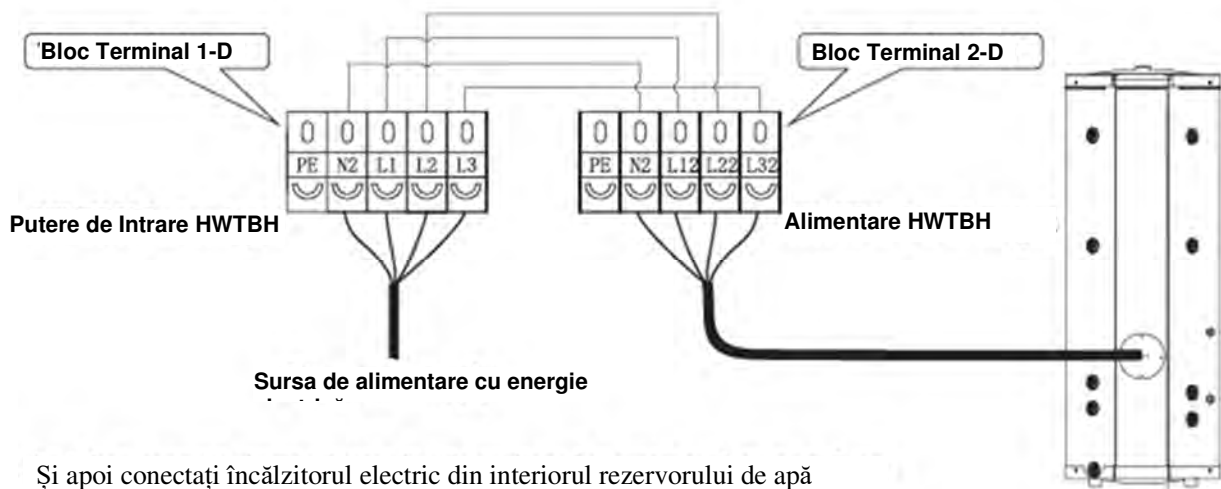 Bloc Terminal 1-D
Bloc Terminal 2-D
PE N2 L1 L2 L3
PE N2 L12 L22 L32
Putere de Intrare HWTBH
Alimentare HWTBH
Sursa de alimentare cu energie
Și apoi conectați încălzitorul electric din interiorul rezervorului de apă